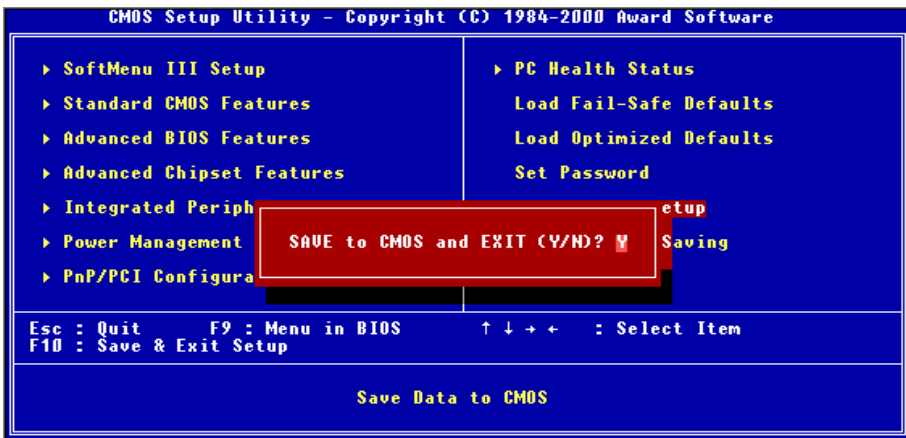 CMOS Setup Utility - Copyright (C) 1984-2000 Award Software
▸ SoftMenu III Setup
▸ Standard CMOS Features
▸ Advanced BIOS Features
▸ Advanced Chipset Features
▸ Integrated Periph
▸ Power Management
▸ PnP/PCI Configura
▸ PC Health Status
Load Fail-Safe Defaults
Load Optimized Defaults
Set Password
etup
Saving
SAVE to CMOS and EXIT (Y/N)? Y
Esc : Quit F9 : Menu in BIOS ↑ ↓ → ← : Select Item
F10 : Save & Exit Setup
Save Data to CMOS